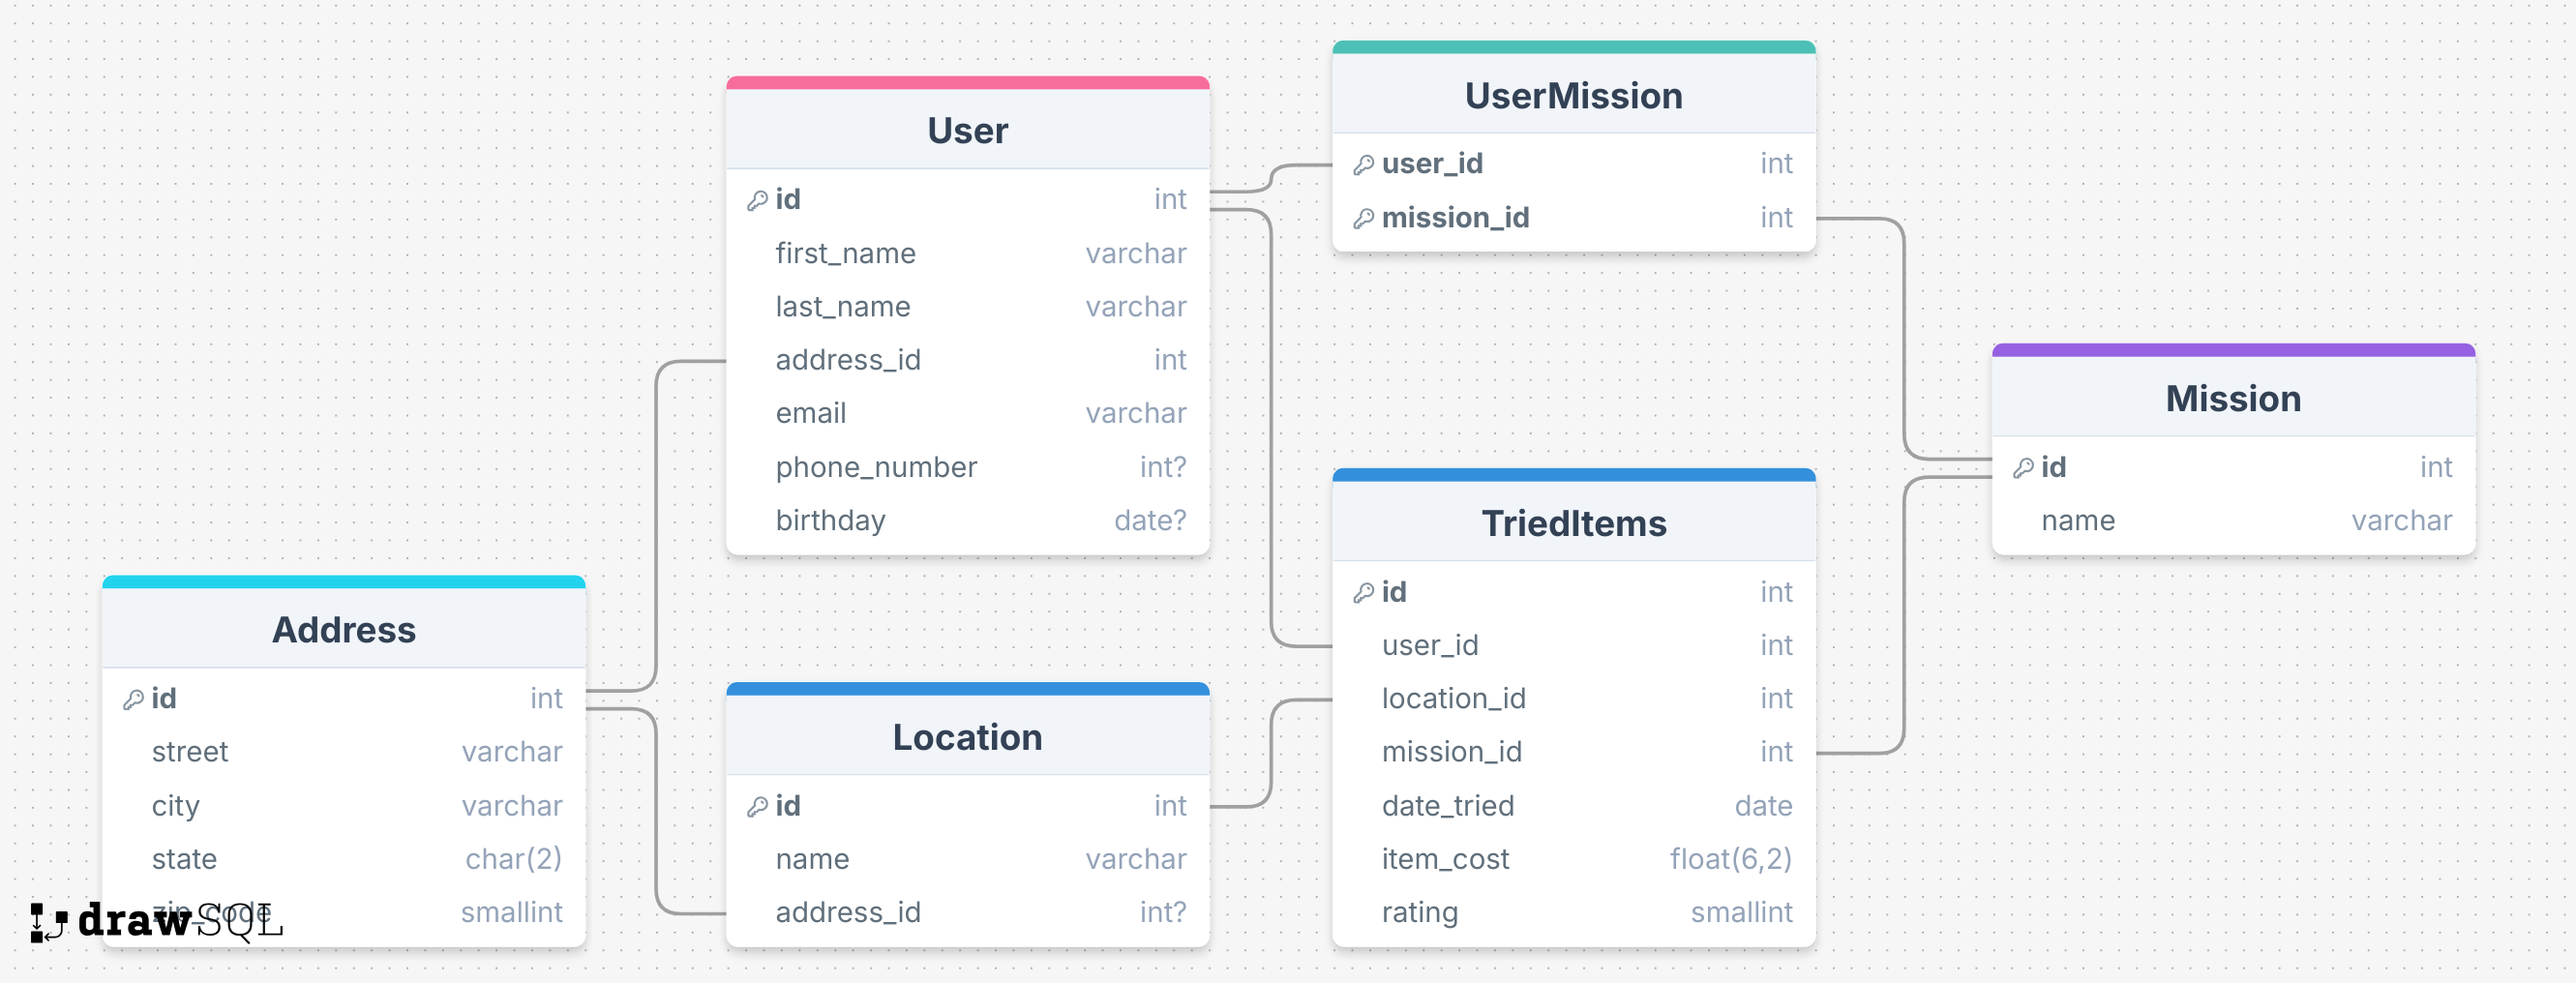 User
id int
first_name varchar
last_name varchar
address_id int
email varchar
phone_number int?
birthday date?
UserMission
user_id int
mission_id int
Mission
id int
name varchar
Address
id int
street varchar
city varchar
state char(2)
zip_code smallint
Location
id int
name varchar
address_id int?
TriedItems
id int
user_id int
location_id int
mission_id int
date_tried date
item_cost float(6,2)
rating smallint
drawSQL